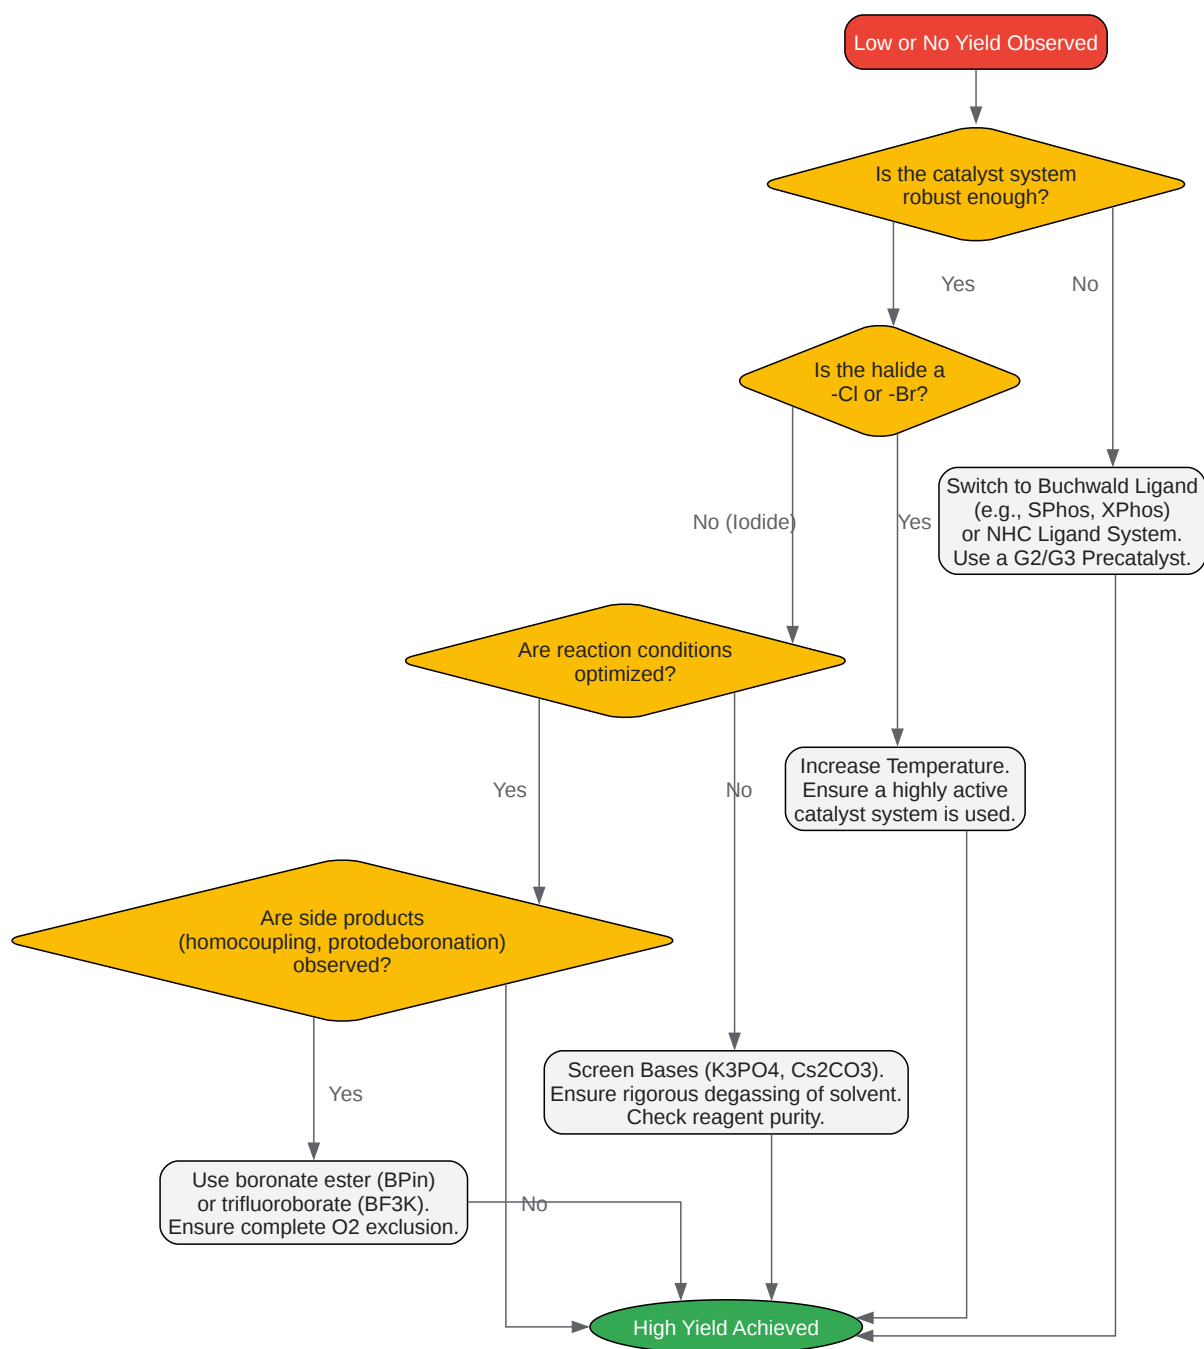 Low or No Yield Observed
Is the catalyst system
robust enough?
Yes
No
Is the halide a
-Cl or -Br?
Switch to Buchwald Ligand
(e.g., SPhos, XPhos)
or NHC Ligand System.
Use a G2/G3 Precatalyst.
No (Iodide)
Yes
Are reaction conditions
optimized?
Increase Temperature.
Ensure a highly active
catalyst system is used.
Yes
No
Are side products
(homocoupling, protodeboronation)
observed?
Screen Bases (K3PO4, Cs2CO3).
Ensure rigorous degassing of solvent.
Check reagent purity.
Yes
Use boronate ester (BPin)
or trifluoroborate (BF3K).
Ensure complete O2 exclusion.
No
High Yield Achieved